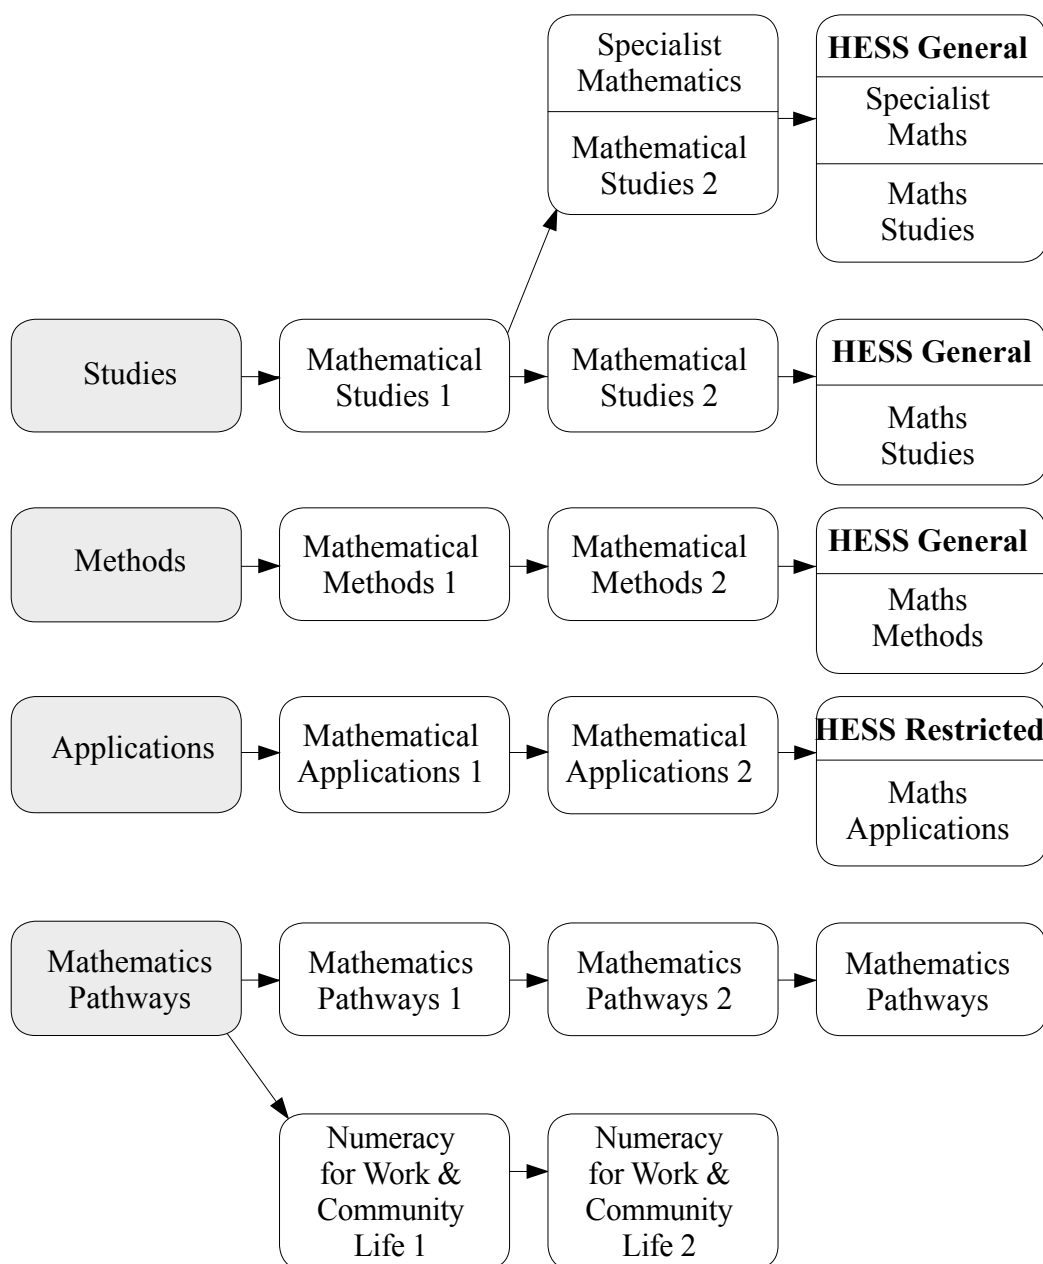 Specialist
Mathematics
Mathematical
Studies 2
HESS General
Specialist
Maths
Maths
Studies
Studies
Mathematical
Studies 1
Mathematical
Studies 2
HESS General
Maths
Studies
Methods
Mathematical
Methods 1
Mathematical
Methods 2
HESS General
Maths
Methods
Applications
Mathematical
Applications 1
Mathematical
Applications 2
HESS Restricted
Maths
Applications
Mathematics
Pathways
Mathematics
Pathways 1
Mathematics
Pathways 2
Mathematics
Pathways
Numeracy
for Work &
Community
Life 1
Numeracy
for Work &
Community
Life 2